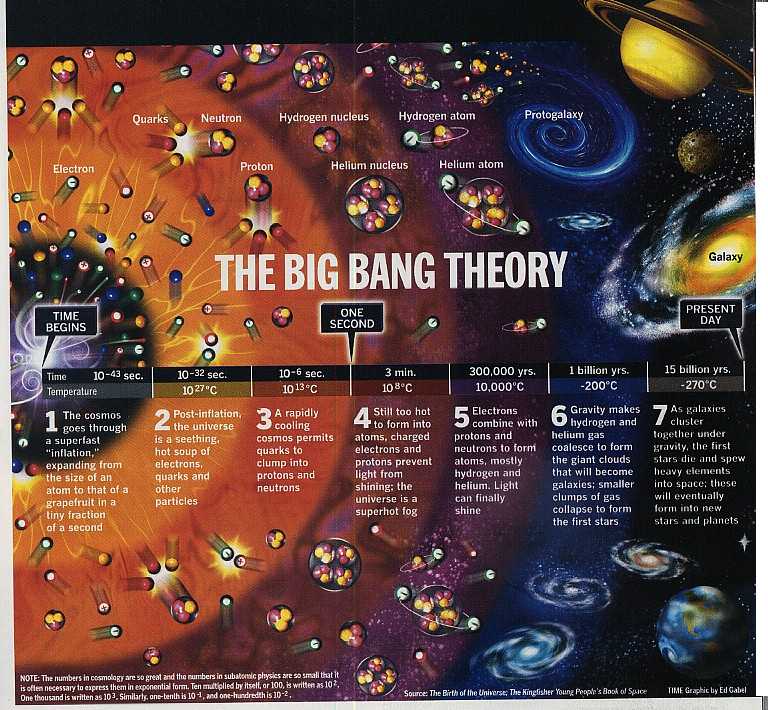 Quarks
Neutron
Hydrogen nucleus
Hydrogen atom
Protogalaxy
Electron
Proton
Helium nucleus
Helium atom
Galaxy
THE BIG BANG THEORY
TIME
BEGINS
ONE
SECOND
PRESENT
DAY
Time 10-43 sec. 10-32 sec. 10-6 sec. 3 min. 300,000 yrs. 1 billion yrs. 15 billion yrs.
Temperature 1027°C 1013°C 108°C 10,000°C -200°C -270°C
1 The cosmos
goes through
a superfast
"inflation,"
expanding from
the size of an
atom to that of a
grapefruit in a
tiny fraction
of a second
2 Post-inflation,
the universe
is a seething,
hot soup of
electrons,
quarks and
other
particles
3 A rapidly
cooling
cosmos permits
quarks to
clump into
protons and
neutrons
4 Still too hot
to form into
atoms, charged
electrons and
protons prevent
light from
shining; the
universe is a
superhot fog
5 Electrons
combine with
protons and
neutrons to form
atoms, mostly
hydrogen and
helium. Light
can finally
shine
6 Gravity makes
hydrogen and
helium gas
coalesce to form
the giant clouds
that will become
galaxies; smaller
clumps of gas
collapse to form
the first stars
7 As galaxies
cluster
together under
gravity, the first
stars die and spew
heavy elements
into space; these
will eventually
form into new
stars and planets
NOTE: The numbers in cosmology are so great and the numbers in subatomic physics are so small that it
is often necessary to express them in exponential form. Ten multiplied by itself, or 100, is written as 102.
One thousand is written as 103. Similarly, one-tenth is 10-1, and one-hundredth is 10-2.
Source: The Birth of the Universe; The Kingfisher Young People's Book of Space
TIME Graphic by Ed Gabel